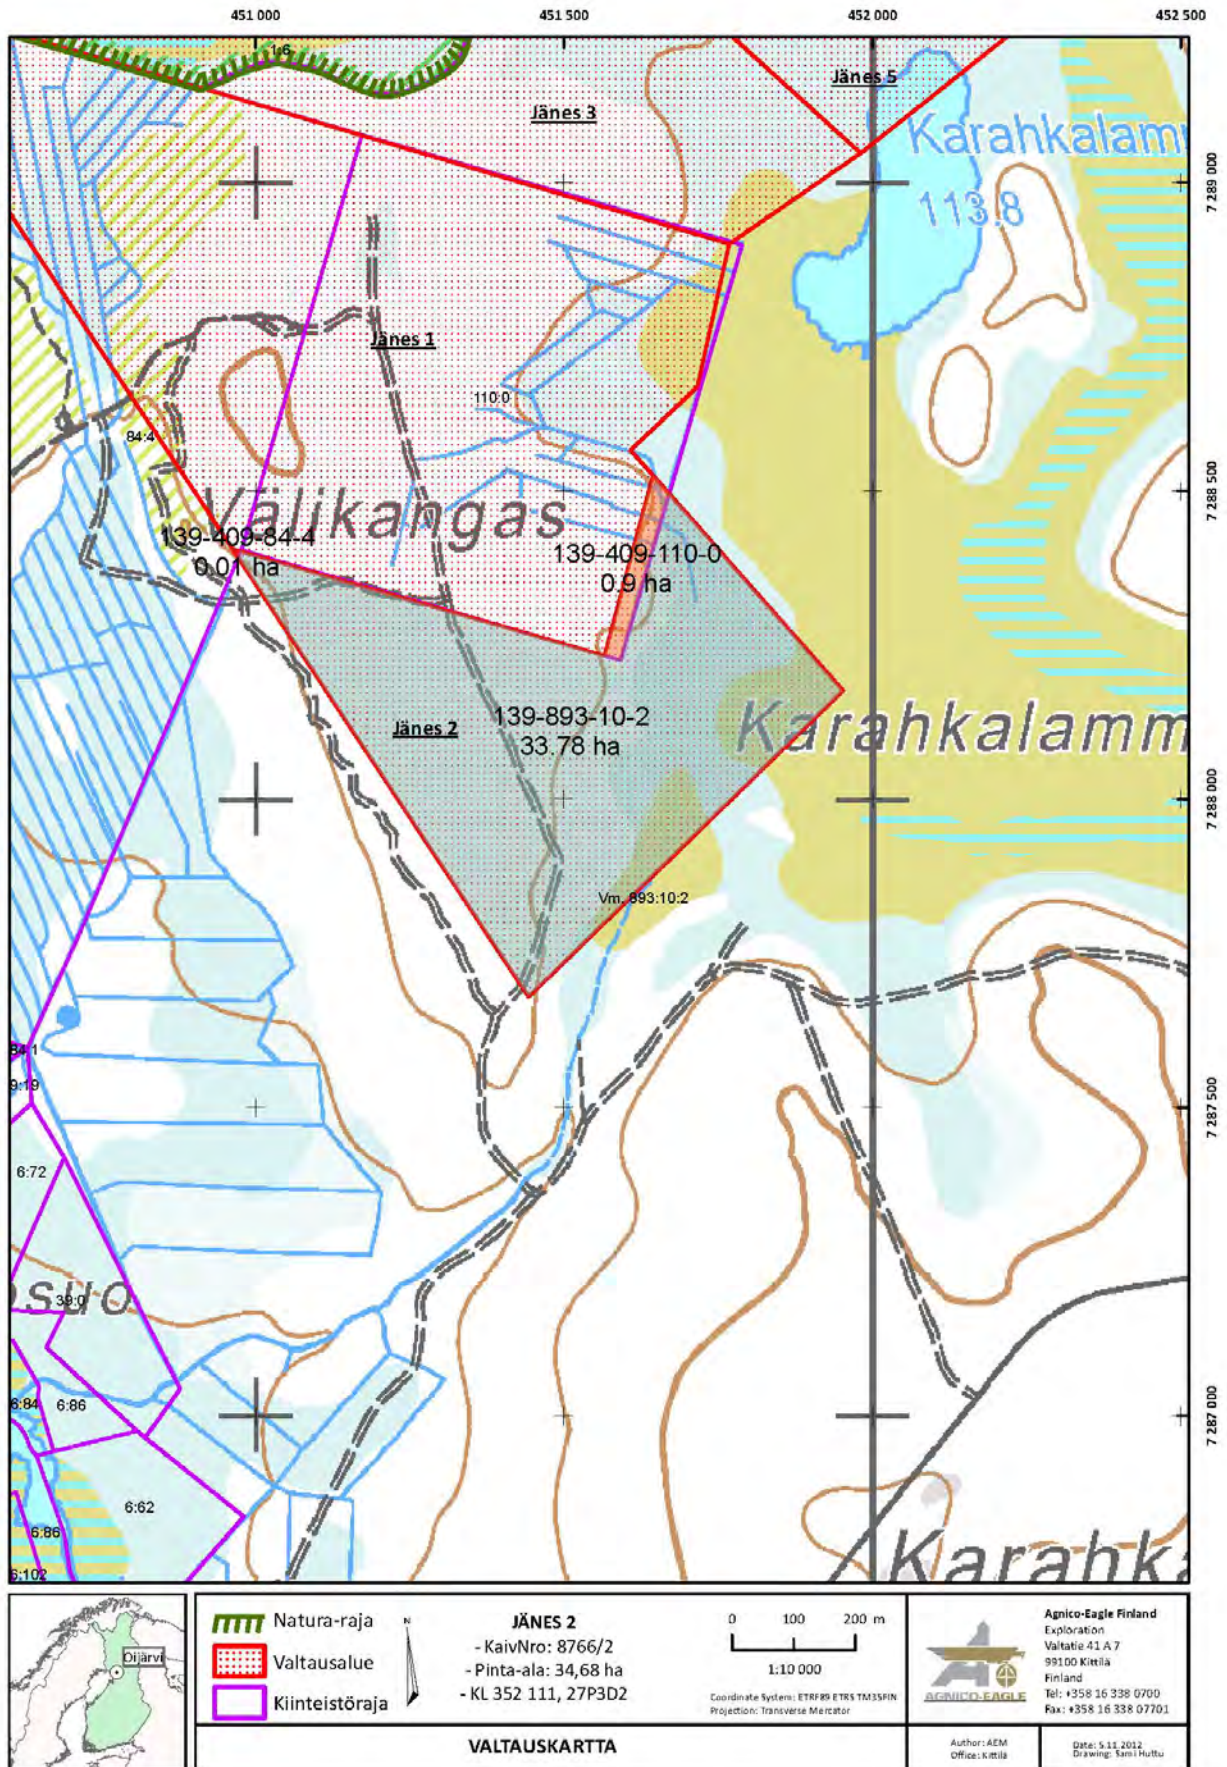 451 000
451 500
452 000
452 500
1:6
Jänes 5
Jänes 3
Karahkalamm
7 289 000
113.8
Jänes 1
110:0
84:4
Välikangas
7 288 500
139-409-84-4
0.01 ha
139-409-110-0
0.9 ha
139-893-10-2
33.78 ha
Jänes 2
Karahkalamm
7 288 000
Vm. 893:10:2
84:1
9:19
7 287 500
6:72
osuo
39:0
6:84
6:86
7 287 000
6:62
6:86
6:102
Karahka
Oijärvi
Natura-raja
Valtausalue
Kiinteistöraja
N
JÄNES 2
- KaivNro: 8766/2
- Pinta-ala: 34,68 ha
- KL 352 111, 27P3D2
0 100 200 m
1:10 000
Coordinate System: ETRF89 ETRS TM35FIN
Projection: Transverse Mercator
AGNICO-EAGLE
Agnico-Eagle Finland
Exploration
Valtatie 41 A 7
99100 Kittilä
Finland
Tel: +358 16 338 0700
Fax: +358 16 338 07701
VALTAUSKARTTA
Author: AEM
Office: Kittilä
Date: 5.11.2012
Drawing: Sami Huttu